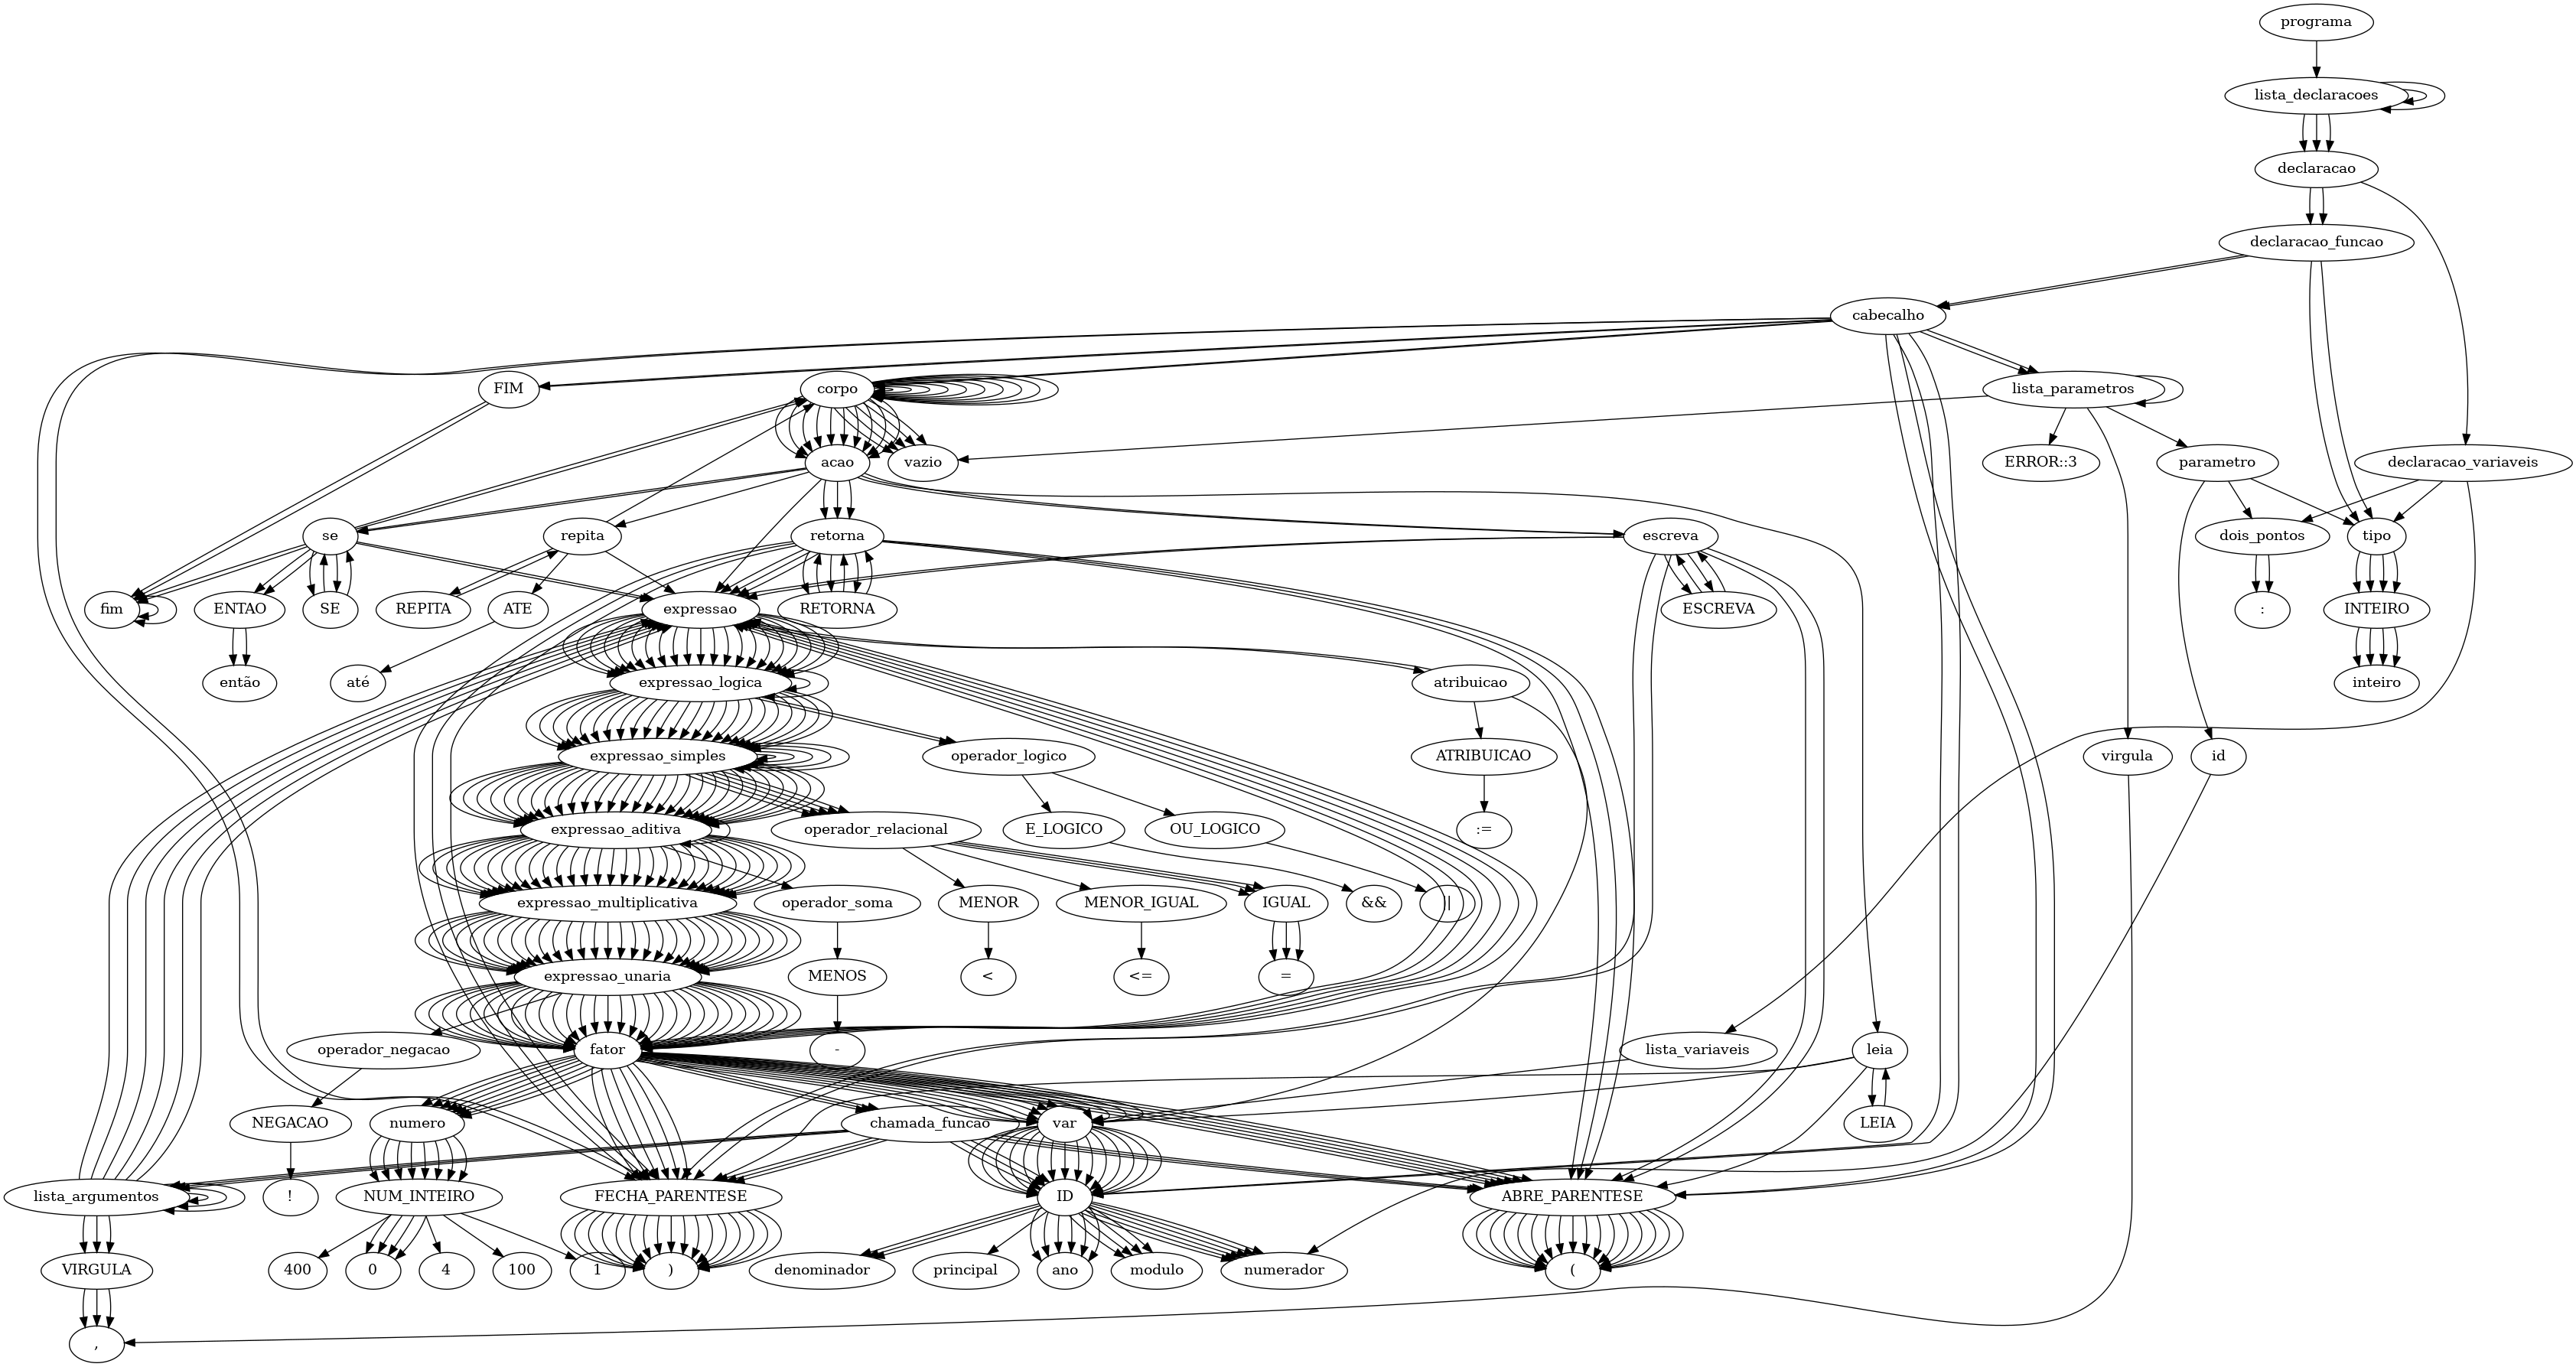 programa
lista_declaracoes
declaracao
declaracao_funcao
cabecalho
FIM
corpo
lista_parametros
acao
vazio
ERROR::3
parametro
declaracao_variaveis
se
repita
retorna
escreva
dois_pontos
tipo
fim
ENTAO
SE
REPITA
ATE
expressao
RETORNA
ESCREVA
:
INTEIRO
então
até
expressao_logica
atribuicao
inteiro
expressao_simples
operador_logico
ATRIBUICAO
virgula
id
expressao_aditiva
operador_relacional
E_LOGICO
OU_LOGICO
:=
expressao_multiplicativa
operador_soma
MENOR
MENOR_IGUAL
IGUAL
&&
||
expressao_unaria
MENOS
<
<=
=
operador_negacao
fator
-
lista_variaveis
leia
NEGACAO
numero
chamada_funcao
var
LEIA
lista_argumentos
!
NUM_INTEIRO
FECHA_PARENTESE
ID
ABRE_PARENTESE
VIRGULA
400
0
4
100
1
)
denominador
principal
ano
modulo
numerador
(
,